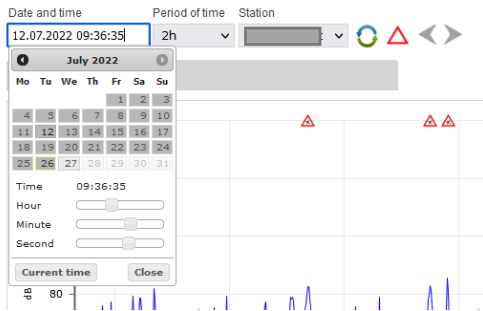 Date and time Period of time Station
12.07.2022 09:36:35 2h
July 2022
Mo Tu We Th Fr Sa Su
1 2 3
4 5 6 7 8 9 10
11 12 13 14 15 16 17
18 19 20 21 22 23 24
25 26 27 28 29 30 31
Time 09:36:35
Hour
Minute
Second
Current time Close
dB 80